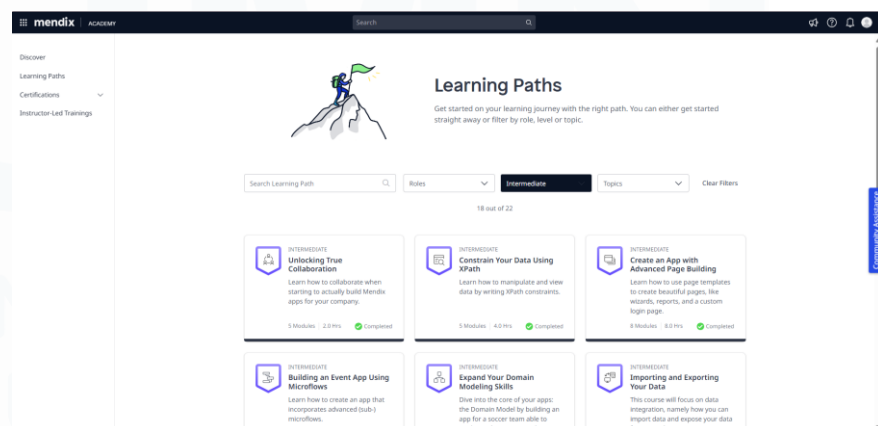 mendix ACADEMY
Search
Discover
Learning Paths
Certifications
Instructor-Led Trainings
Learning Paths
Get started on your learning journey with the right path. You can either get started
straight away or filter by role, level or topic.
Search Learning Path
Roles
Intermediate
Topics
Clear Filters
18 out of 22
INTERMEDIATE
Unlocking True
Collaboration
Learn how to collaborate when
starting to actually build Mendix
apps for your company.
5 Modules 2.0 Hrs Completed
INTERMEDIATE
Constrain Your Data Using
XPath
Learn how to manipulate and view
data by writing XPath constraints.
5 Modules 4.0 Hrs Completed
INTERMEDIATE
Create an App with
Advanced Page Building
Learn how to use page templates
to create beautiful pages, like
wizards, reports, and a custom
login page.
8 Modules 8.0 Hrs Completed
INTERMEDIATE
Building an Event App Using
Microflows
Learn how to create an app that
incorporates advanced (sub-)
microflows.
INTERMEDIATE
Expand Your Domain
Modeling Skills
Dive into the core of your apps:
the Domain Model by building an
app for a soccer team able to
INTERMEDIATE
Importing and Exporting
Your Data
This course will focus on data
integration, namely how you can
import data and expose your data
Community Assistance